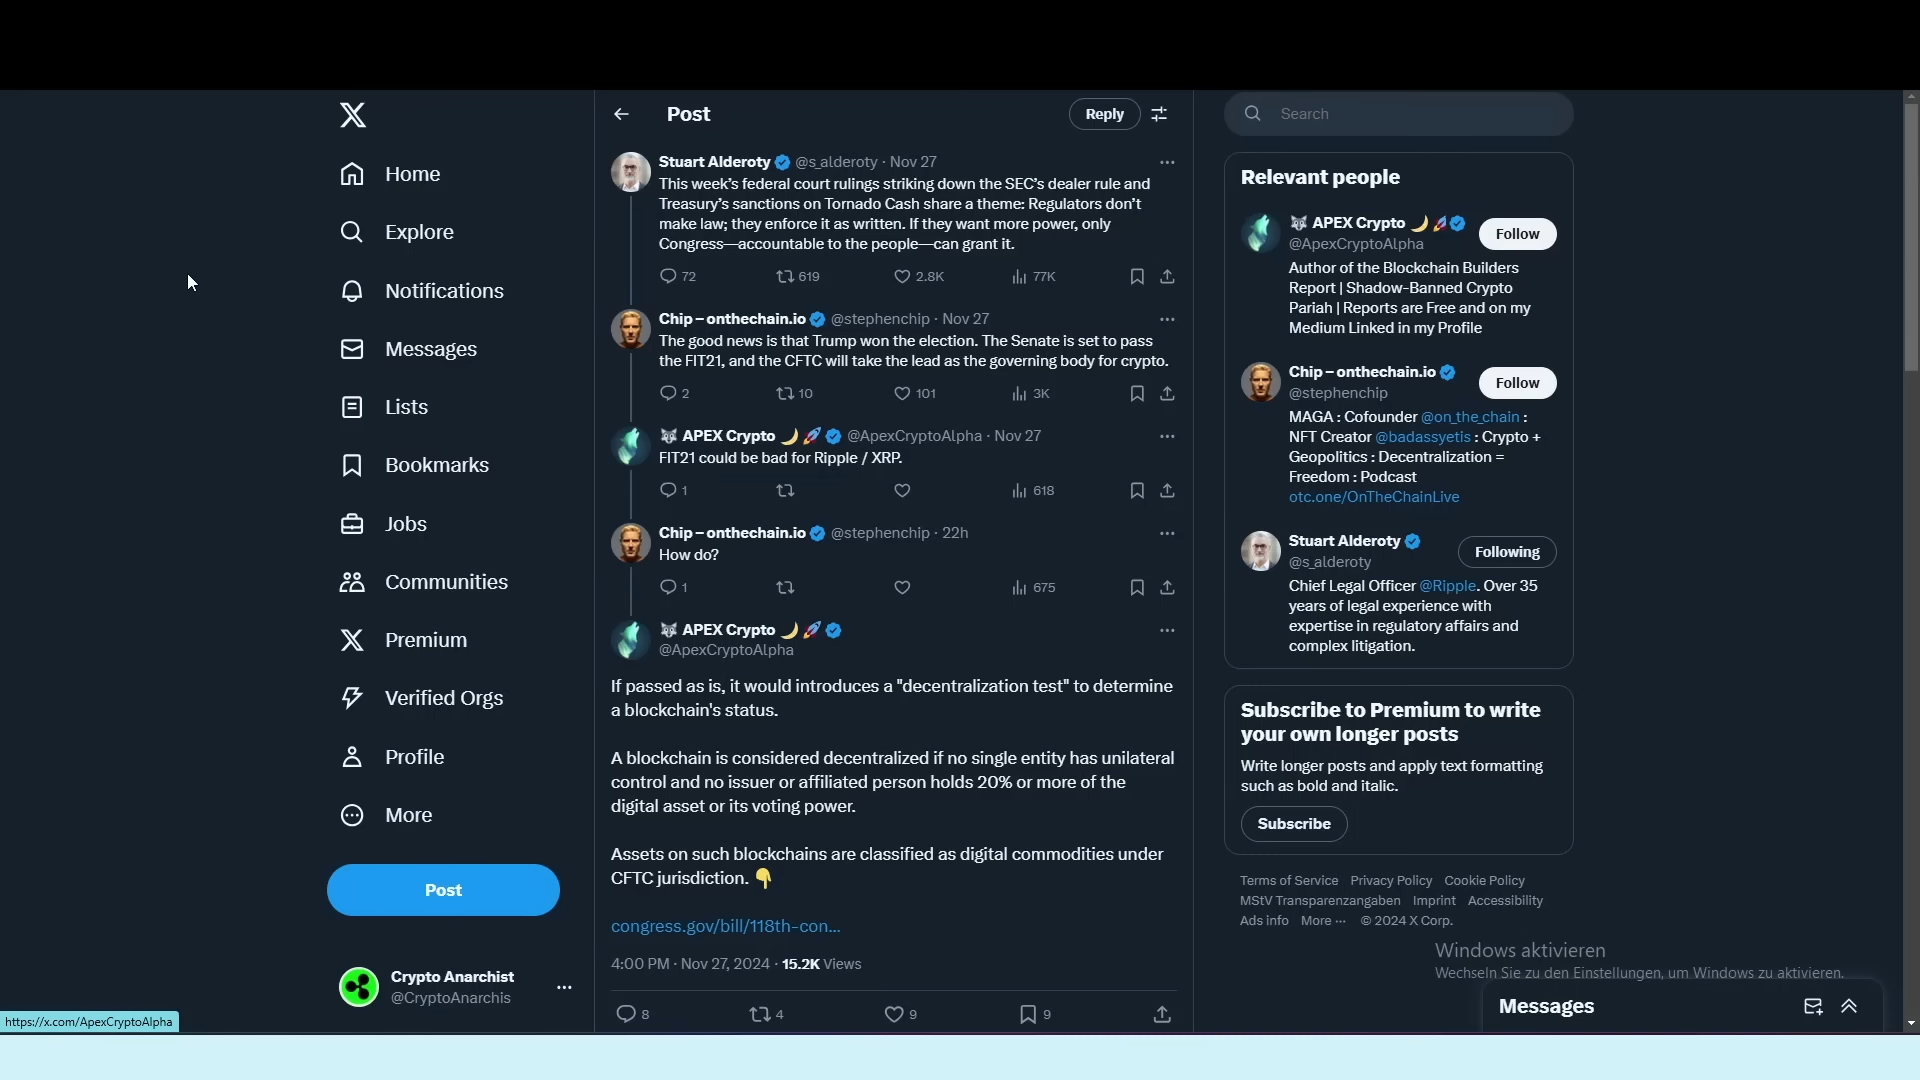 Home
Explore
Notifications
Messages
Lists
Bookmarks
Jobs
Communities
Premium
Verified Orgs
Profile
More
Post
Crypto Anarchist
@CryptoAnarchis
https://x.com/ApexCryptoAlpha
Post
Reply
Stuart Alderoty @s_alderoty · Nov 27
This week's federal court rulings striking down the SEC's dealer rule and
Treasury's sanctions on Tornado Cash share a theme: Regulators don't
make law; they enforce it as written. If they want more power, only
Congress—accountable to the people—can grant it.
72 619 2.8K 77K
Chip – onthechain.io @stephenchip · Nov 27
The good news is that Trump won the election. The Senate is set to pass
the FIT21, and the CFTC will take the lead as the governing body for crypto.
2 10 101 3K
🐺 APEX Crypto 🌙🚀 @ApexCryptoAlpha · Nov 27
FIT21 could be bad for Ripple / XRP.
1 618
Chip – onthechain.io @stephenchip · 22h
How do?
1 675
🐺 APEX Crypto 🌙🚀
@ApexCryptoAlpha
If passed as is, it would introduces a "decentralization test" to determine
a blockchain's status.
A blockchain is considered decentralized if no single entity has unilateral
control and no issuer or affiliated person holds 20% or more of the
digital asset or its voting power.
Assets on such blockchains are classified as digital commodities under
CFTC jurisdiction. 👇
congress.gov/bill/118th-con...
4:00 PM · Nov 27, 2024 · 15.2K Views
8 4 9 9
Search
Relevant people
🐺 APEX Crypto 🌙🚀
@ApexCryptoAlpha
Follow
Author of the Blockchain Builders
Report | Shadow-Banned Crypto
Pariah | Reports are Free and on my
Medium Linked in my Profile
Chip – onthechain.io
@stephenchip
Follow
MAGA : Cofounder @on_the_chain :
NFT Creator @badassyetis : Crypto +
Geopolitics : Decentralization =
Freedom : Podcast
otc.one/OnTheChainLive
Stuart Alderoty
@s_alderoty
Following
Chief Legal Officer @Ripple. Over 35
years of legal experience with
expertise in regulatory affairs and
complex litigation.
Subscribe to Premium to write
your own longer posts
Write longer posts and apply text formatting
such as bold and italic.
Subscribe
Terms of Service Privacy Policy Cookie Policy
MStV Transparenzangaben Imprint Accessibility
Ads info More ··· © 2024 X Corp.
Windows aktivieren
Wechseln Sie zu den Einstellungen, um Windows zu aktivieren.
Messages